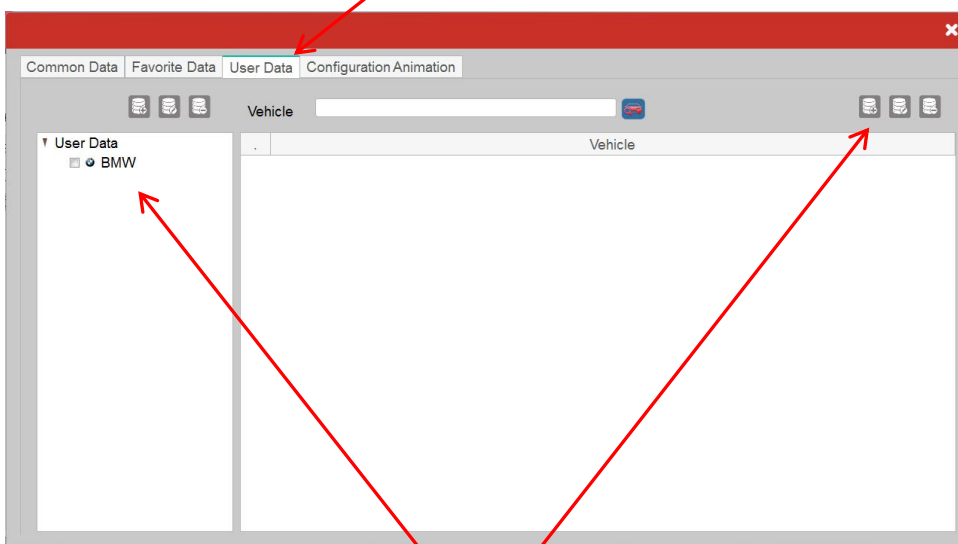 Common Data Favorite Data User Data Configuration Animation
Vehicle
User Data
BMW
. Vehicle